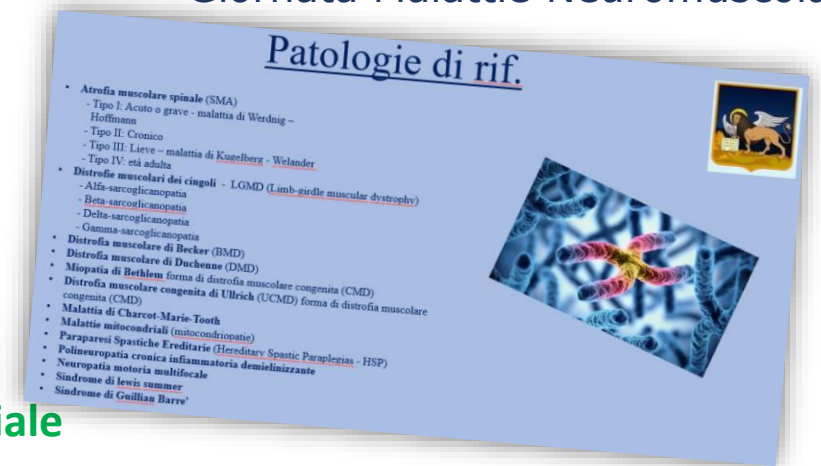 Patologie di rif.
• Atrofia muscolare spinale (SMA)
- Tipo I: Acuto o grave - malattia di Werdnig –
Hoffmann
- Tipo II: Cronico
- Tipo III: Lieve – malattia di Kugelberg - Welander
- Tipo IV: età adulta
• Distrofie muscolari dei cingoli - LGMD (Limb-girdle muscular dystrophy)
- Alfa-sarcoglicanopatia
- Beta-sarcoglicanopatia
- Delta-sarcoglicanopatia
- Gamma-sarcoglicanopatia
• Distrofia muscolare di Becker (BMD)
• Distrofia muscolare di Duchenne (DMD)
• Miopatia di Bethlem forma di distrofia muscolare congenita (CMD)
• Distrofia muscolare congenita di Ullrich (UCMD) forma di distrofia muscolare
congenita (CMD)
• Malattia di Charcot-Marie-Tooth
• Malattie mitocondriali (mitocondriopatie)
• Paraparesi Spastiche Ereditarie (Hereditary Spastic Paraplegias - HSP)
• Polineuropatia cronica infiammatoria demielinizzante
• Neuropatia motoria multifocale
• Sindrome di lewis summer
• Sindrome di Guillian Barre'
iale